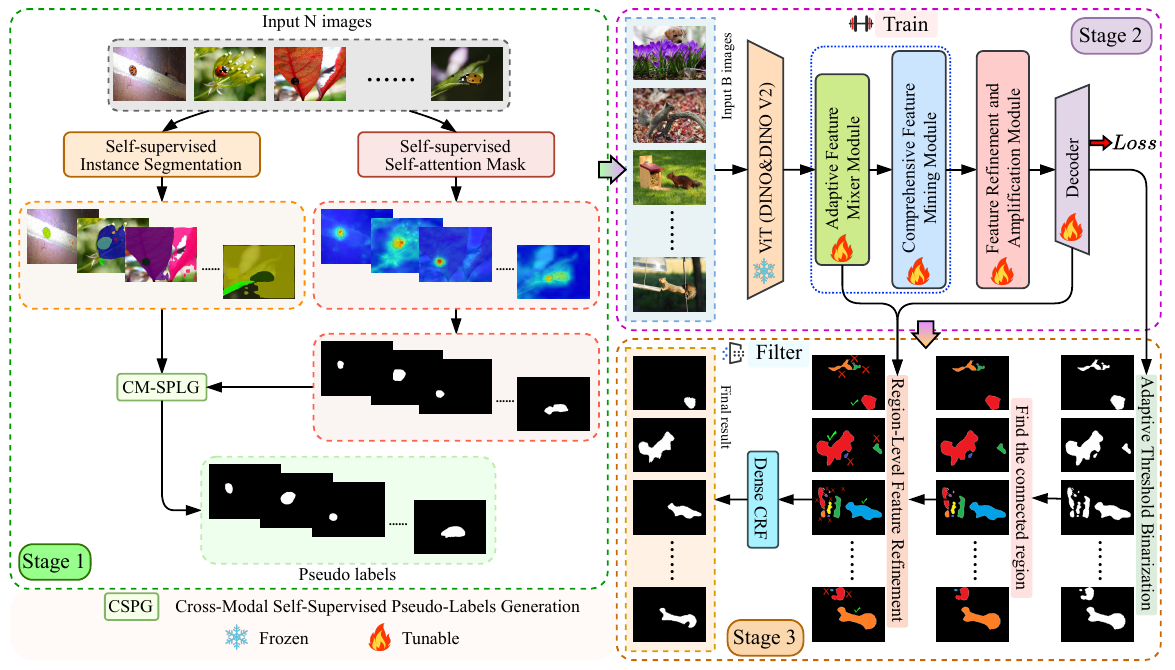 Input N images
......
Self-supervised
Instance Segmentation
Self-supervised
Self-attention Mask
......
......
CM-SPLG
......
......
Pseudo labels
Stage 1
CSPG
Cross-Modal Self-Supervised Pseudo-Labels Generation
Frozen
Tunable
Train
Stage 2
Input B images
ViT (DINO&DINO V2)
Adaptive Feature
Mixer Module
Comprehensive Feature
Mining Module
Feature Refinement and
Amplification Module
Decoder
Loss
Filter
Final result
Dense CRF
Region-Level Feature Refinement
Find the connected region
Adaptive Threshold Binarization
Stage 3